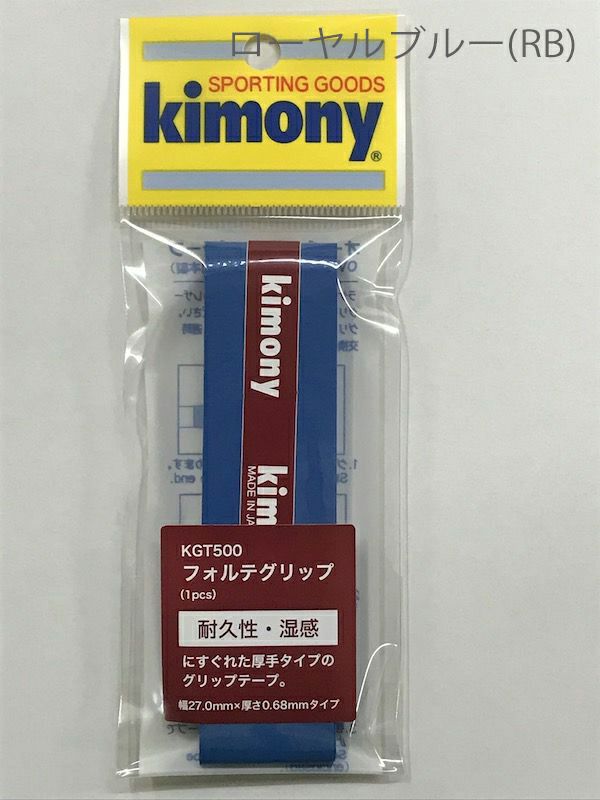 ローヤルブルー(RB)
SPORTING GOODS
kimony®
kimony
kimony
MADE IN JA
KGT500
フォルテグリップ
(1pcs)
耐久性・湿感
にすぐれた厚手タイプの
グリップテープ。
幅27.0mm×厚さ0.68mmタイプ